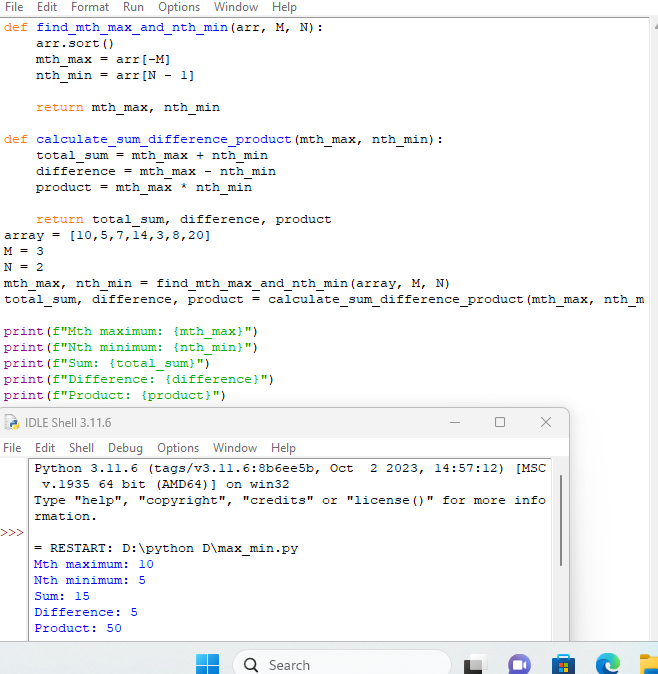 File Edit Format Run Options Window Help
def find_mth_max_and_nth_min(arr, M, N):
    arr.sort()
    mth_max = arr[-M]
    nth_min = arr[N - 1]
    return mth_max, nth_min
def calculate_sum_difference_product(mth_max, nth_min):
    total_sum = mth_max + nth_min
    difference = mth_max - nth_min
    product = mth_max * nth_min
    return total_sum, difference, product
array = [10,5,7,14,3,8,20]
M = 3
N = 2
mth_max, nth_min = find_mth_max_and_nth_min(array, M, N)
total_sum, difference, product = calculate_sum_difference_product(mth_max, nth_m
print(f"Mth maximum: {mth_max}")
print(f"Nth minimum: {nth_min}")
print(f"Sum: {total_sum}")
print(f"Difference: {difference}")
print(f"Product: {product}")
IDLE Shell 3.11.6
File Edit Shell Debug Options Window Help
Python 3.11.6 (tags/v3.11.6:8b6ee5b, Oct  2 2023, 14:57:12) [MSC
 v.1935 64 bit (AMD64)] on win32
Type "help", "copyright", "credits" or "license()" for more info
rmation.
>>>
= RESTART: D:\python D\max_min.py
Mth maximum: 10
Nth minimum: 5
Sum: 15
Difference: 5
Product: 50
Search